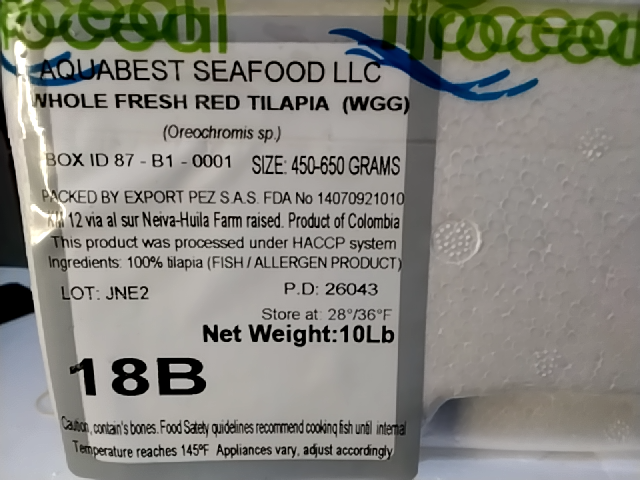 AQUABEST SEAFOOD LLC
WHOLE FRESH RED TILAPIA (WGG)
(Oreochromis sp.)
BOX ID 87 - B1 - 0001 SIZE: 450-650 GRAMS
PACKED BY EXPORT PEZ S.A.S. FDA No 14070921010
KM 12 via al sur Neiva-Huila Farm raised. Product of Colombia
This product was processed under HACCP system
Ingredients: 100% tilapia (FISH / ALLERGEN PRODUCT)
LOT: JNE2 P.D: 26043
Store at: 28°/36°F
Net Weight:10Lb
18B
Caution, contain's bones. Food Safety guidelines recommend cooking fish until internal
Temperature reaches 145ºF Appliances vary, adjust accordingly